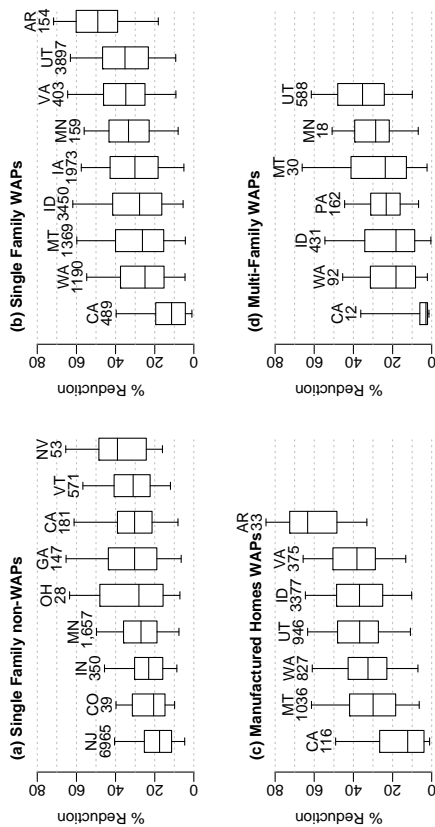 (a) Single Family non-WAPs
% Reduction
80
60
40
20
0
NJ
6965
CO
39
IN
350
MN
1,657
OH
28
GA
147
CA
181
VT
571
NV
53
(b) Single Family WAPs
% Reduction
80
60
40
20
0
CA
489
WA
1190
MT
1369
ID
3450
IA
1973
MN
159
VA
403
UT
3897
AR
154
(c) Manufactured Homes WAPs
% Reduction
80
60
40
20
0
CA
116
MT
1036
WA
827
UT
946
ID
3377
VA
375
AR
33
(d) Multi-Family WAPs
% Reduction
80
60
40
20
0
CA
12
WA
92
ID
431
PA
162
MT
30
MN
18
UT
588